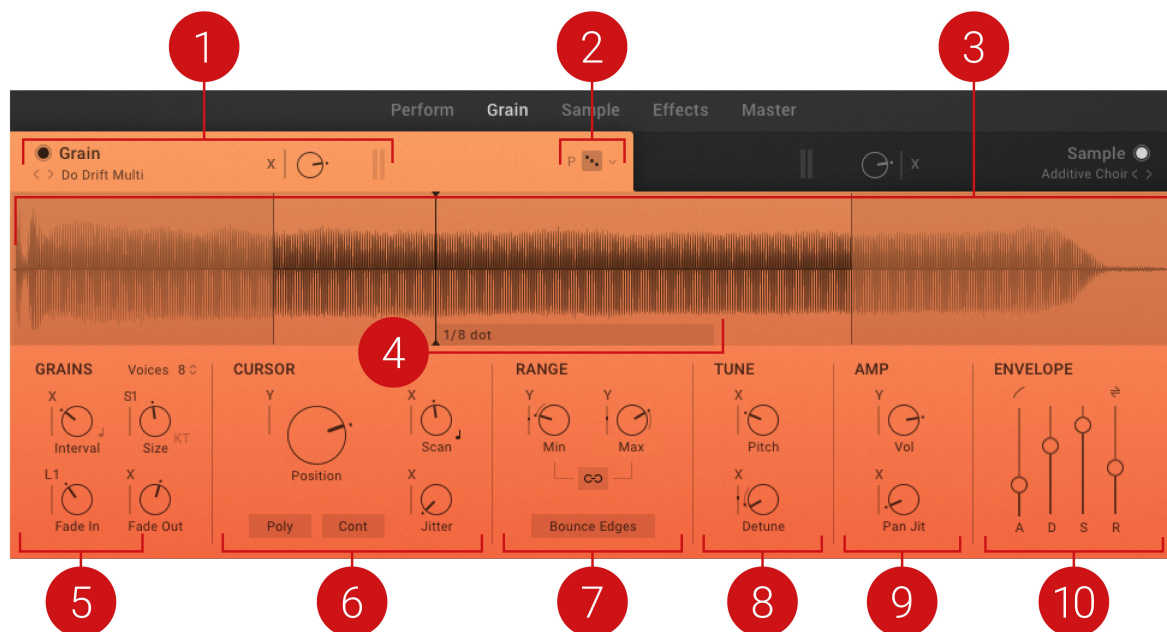 1 2 3
Perform Grain Sample Effects Master
Grain X P Sample
Do Drift Multi X Additive Choir
1/8 dot
4
GRAINS Voices 8 CURSOR RANGE TUNE AMP ENVELOPE
X S1 Y X Y Y X Y
Interval Size KT Scan Min Max Pitch Vol
Position
L1 X X X X
Fade In Fade Out Poly Cont Jitter Bounce Edges Detune Pan Jit A D S R
5 6 7 8 9 10